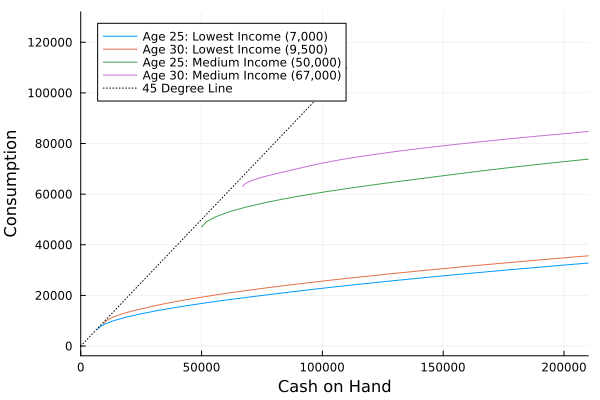 120000
100000
80000
60000
40000
20000
0
Consumption
Age 25: Lowest Income (7,000)
Age 30: Lowest Income (9,500)
Age 25: Medium Income (50,000)
Age 30: Medium Income (67,000)
45 Degree Line
0
50000
100000
150000
200000
Cash on Hand